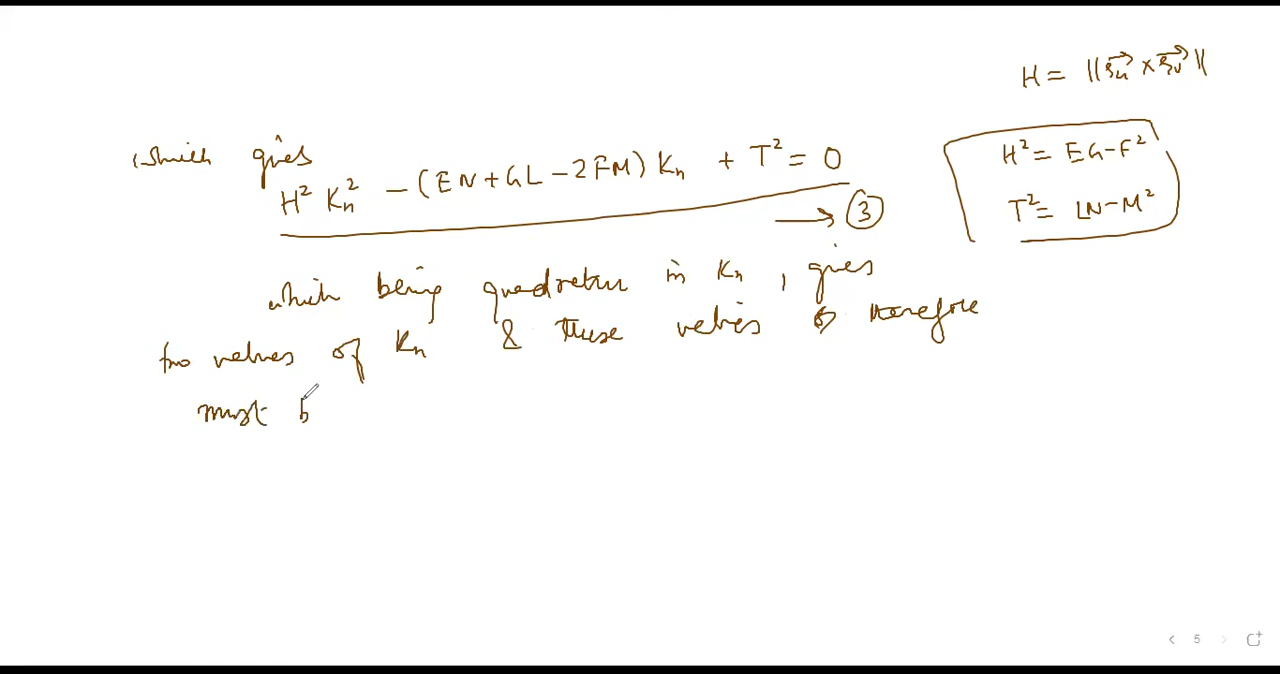 H = ||r⃗u × r⃗v||
which gives
H² Kn² - (EN + GL - 2FM) Kn + T² = 0
→ ③
H² = EG - F²
T² = LN - M²
which being quadratic in Kn, gives
two values of Kn & these values therefore
must b
5